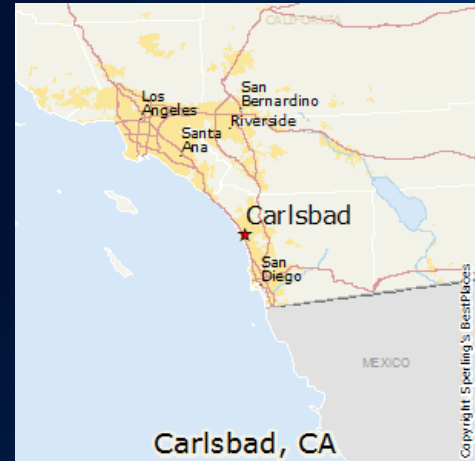 CALIFORNIA
San
Bernardino
Los
Angeles
Riverside
Santa
Ana
Carlsbad
San
Diego
MEXICO
Carlsbad, CA
Copyright Sperling's BestPlaces